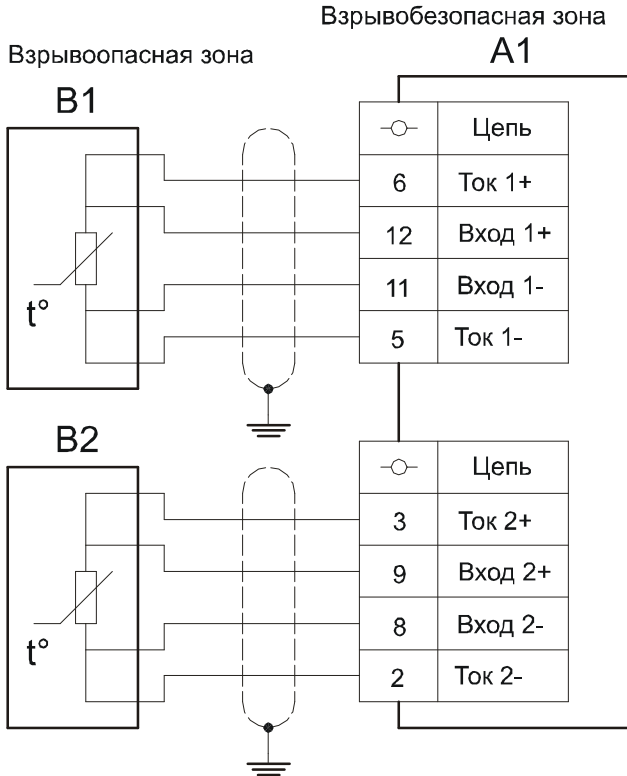 Взрывобезопасная зона
Взрывоопасная зона
A1
B1
Цепь
6 Ток 1+
12 Вход 1+
11 Вход 1-
5 Ток 1-
t°
B2
Цепь
3 Ток 2+
9 Вход 2+
8 Вход 2-
2 Ток 2-
t°